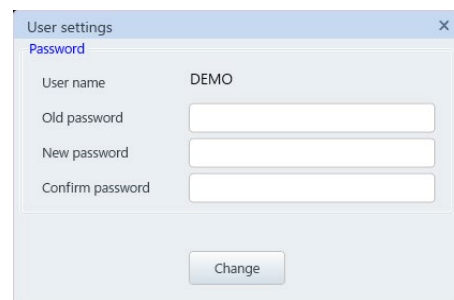 User settings
Password
User name DEMO
Old password
New password
Confirm password
Change